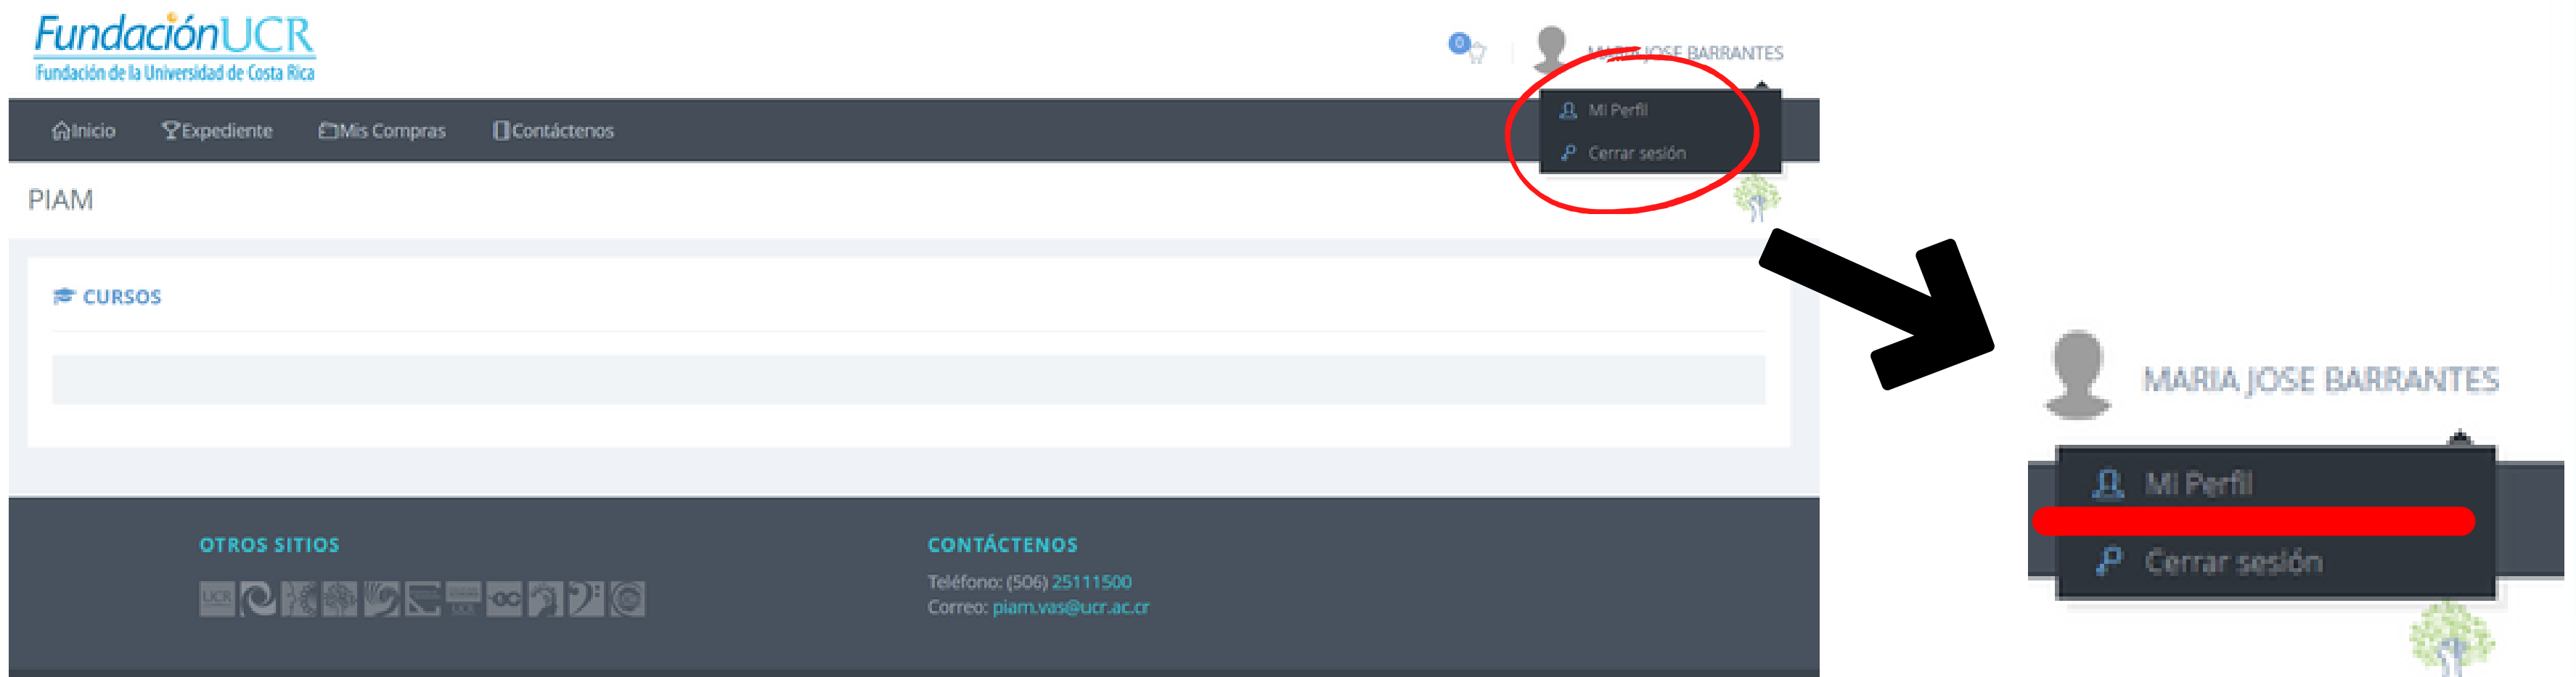 FundaciónUCR
Fundación de la Universidad de Costa Rica
0
MARIA JOSE BARRANTES
Mi Perfil
Cerrar sesión
Inicio Expediente Mis Compras Contáctenos
PIAM
CURSOS
MARIA JOSE BARRANTES
Mi Perfil
Cerrar sesión
OTROS SITIOS
UCR
CONTÁCTENOS
Teléfono: (506) 25111500
Correo: piam.vas@ucr.ac.cr